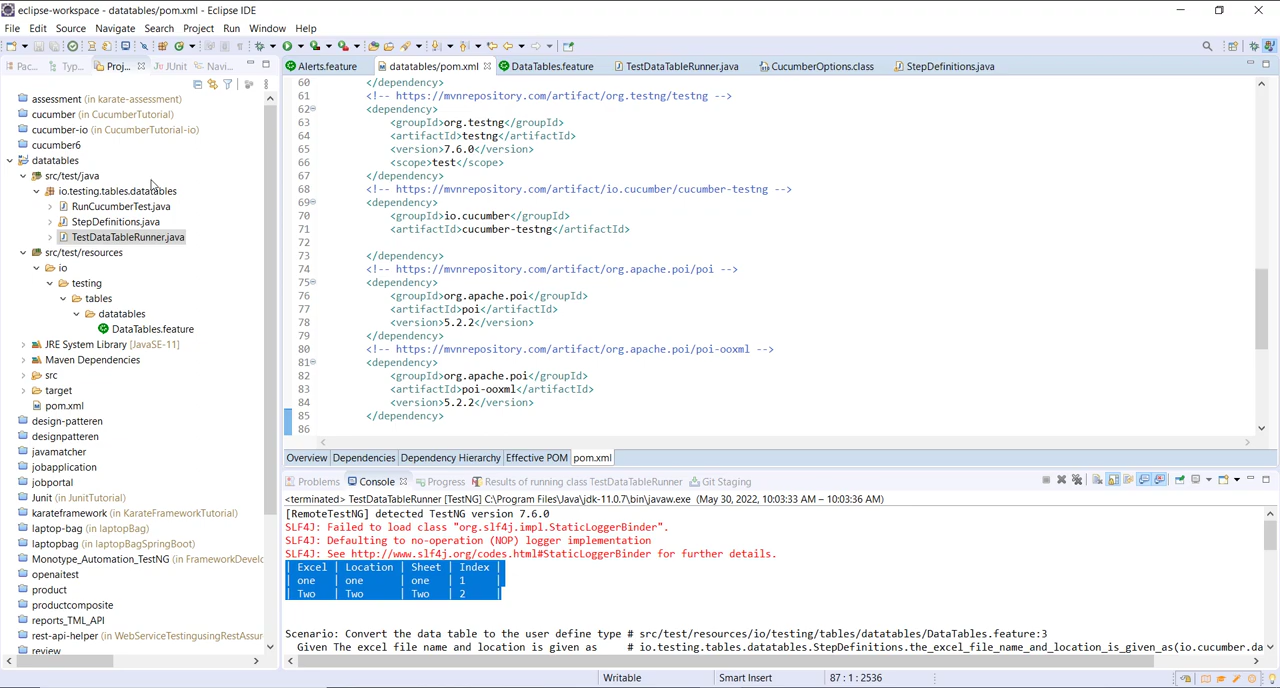 eclipse-workspace - datatables/pom.xml - Eclipse IDE
File Edit Source Navigate Search Project Run Window Help
Pac... Typ... Proj... JUnit Navi...
Alerts.feature datatables/pom.xml DataTables.feature TestDataTableRunner.java CucumberOptions.class StepDefinitions.java
assessment (in karate-assessment)
cucumber (in CucumberTutorial)
cucumber-io (in CucumberTutorial-io)
cucumber6
datatables
src/test/java
io.testing.tables.datatables
RunCucumberTest.java
StepDefinitions.java
TestDataTableRunner.java
src/test/resources
io
testing
tables
datatables
DataTables.feature
JRE System Library [JavaSE-11]
Maven Dependencies
src
target
pom.xml
design-patteren
designpatteren
javamatcher
jobapplication
jobportal
Junit (in JunitTutorial)
karateframework (in KarateFrameworkTutorial)
laptop-bag (in laptopBag)
laptopbag (in laptopBagSpringBoot)
Monotype_Automation_TestNG (in FrameworkDevelo
openaitest
product
productcomposite
reports_TML_API
rest-api-helper (in WebServiceTestingusingRestAssur
review
60 </dependency>
61 <!-- https://mvnrepository.com/artifact/org.testng/testng -->
62 <dependency>
63 <groupId>org.testng</groupId>
64 <artifactId>testng</artifactId>
65 <version>7.6.0</version>
66 <scope>test</scope>
67 </dependency>
68 <!-- https://mvnrepository.com/artifact/io.cucumber/cucumber-testng -->
69 <dependency>
70 <groupId>io.cucumber</groupId>
71 <artifactId>cucumber-testng</artifactId>
72
73 </dependency>
74 <!-- https://mvnrepository.com/artifact/org.apache.poi/poi -->
75 <dependency>
76 <groupId>org.apache.poi</groupId>
77 <artifactId>poi</artifactId>
78 <version>5.2.2</version>
79 </dependency>
80 <!-- https://mvnrepository.com/artifact/org.apache.poi/poi-ooxml -->
81 <dependency>
82 <groupId>org.apache.poi</groupId>
83 <artifactId>poi-ooxml</artifactId>
84 <version>5.2.2</version>
85 </dependency>
86
Overview Dependencies Dependency Hierarchy Effective POM pom.xml
Problems Console Results of running class TestDataTableRunner Git Staging
<terminated> TestDataTableRunner [TestNG] C:\Program Files\Java\jdk-11.0.7\bin\javaw.exe (May 30, 2022, 10:03:33 AM – 10:03:36 AM)
[RemoteTestNG] detected TestNG version 7.6.0
SLF4J: Failed to load class "org.slf4j.impl.StaticLoggerBinder".
SLF4J: Defaulting to no-operation (NOP) logger implementation
SLF4J: See http://www.slf4j.org/codes.html#StaticLoggerBinder for further details.
| Excel | Location | Sheet | Index |
| one | one | one | 1 |
| Two | Two | Two | 2 |
Scenario: Convert the data table to the user define type # src/test/resources/io/testing/tables/datatables/DataTables.feature:3
Given The excel file name and location is given as # io.testing.tables.datatables.StepDefinitions.the_excel_file_name_and_location_is_given_as(io.cucumber.da
Writable Smart Insert 87 : 1 : 2536